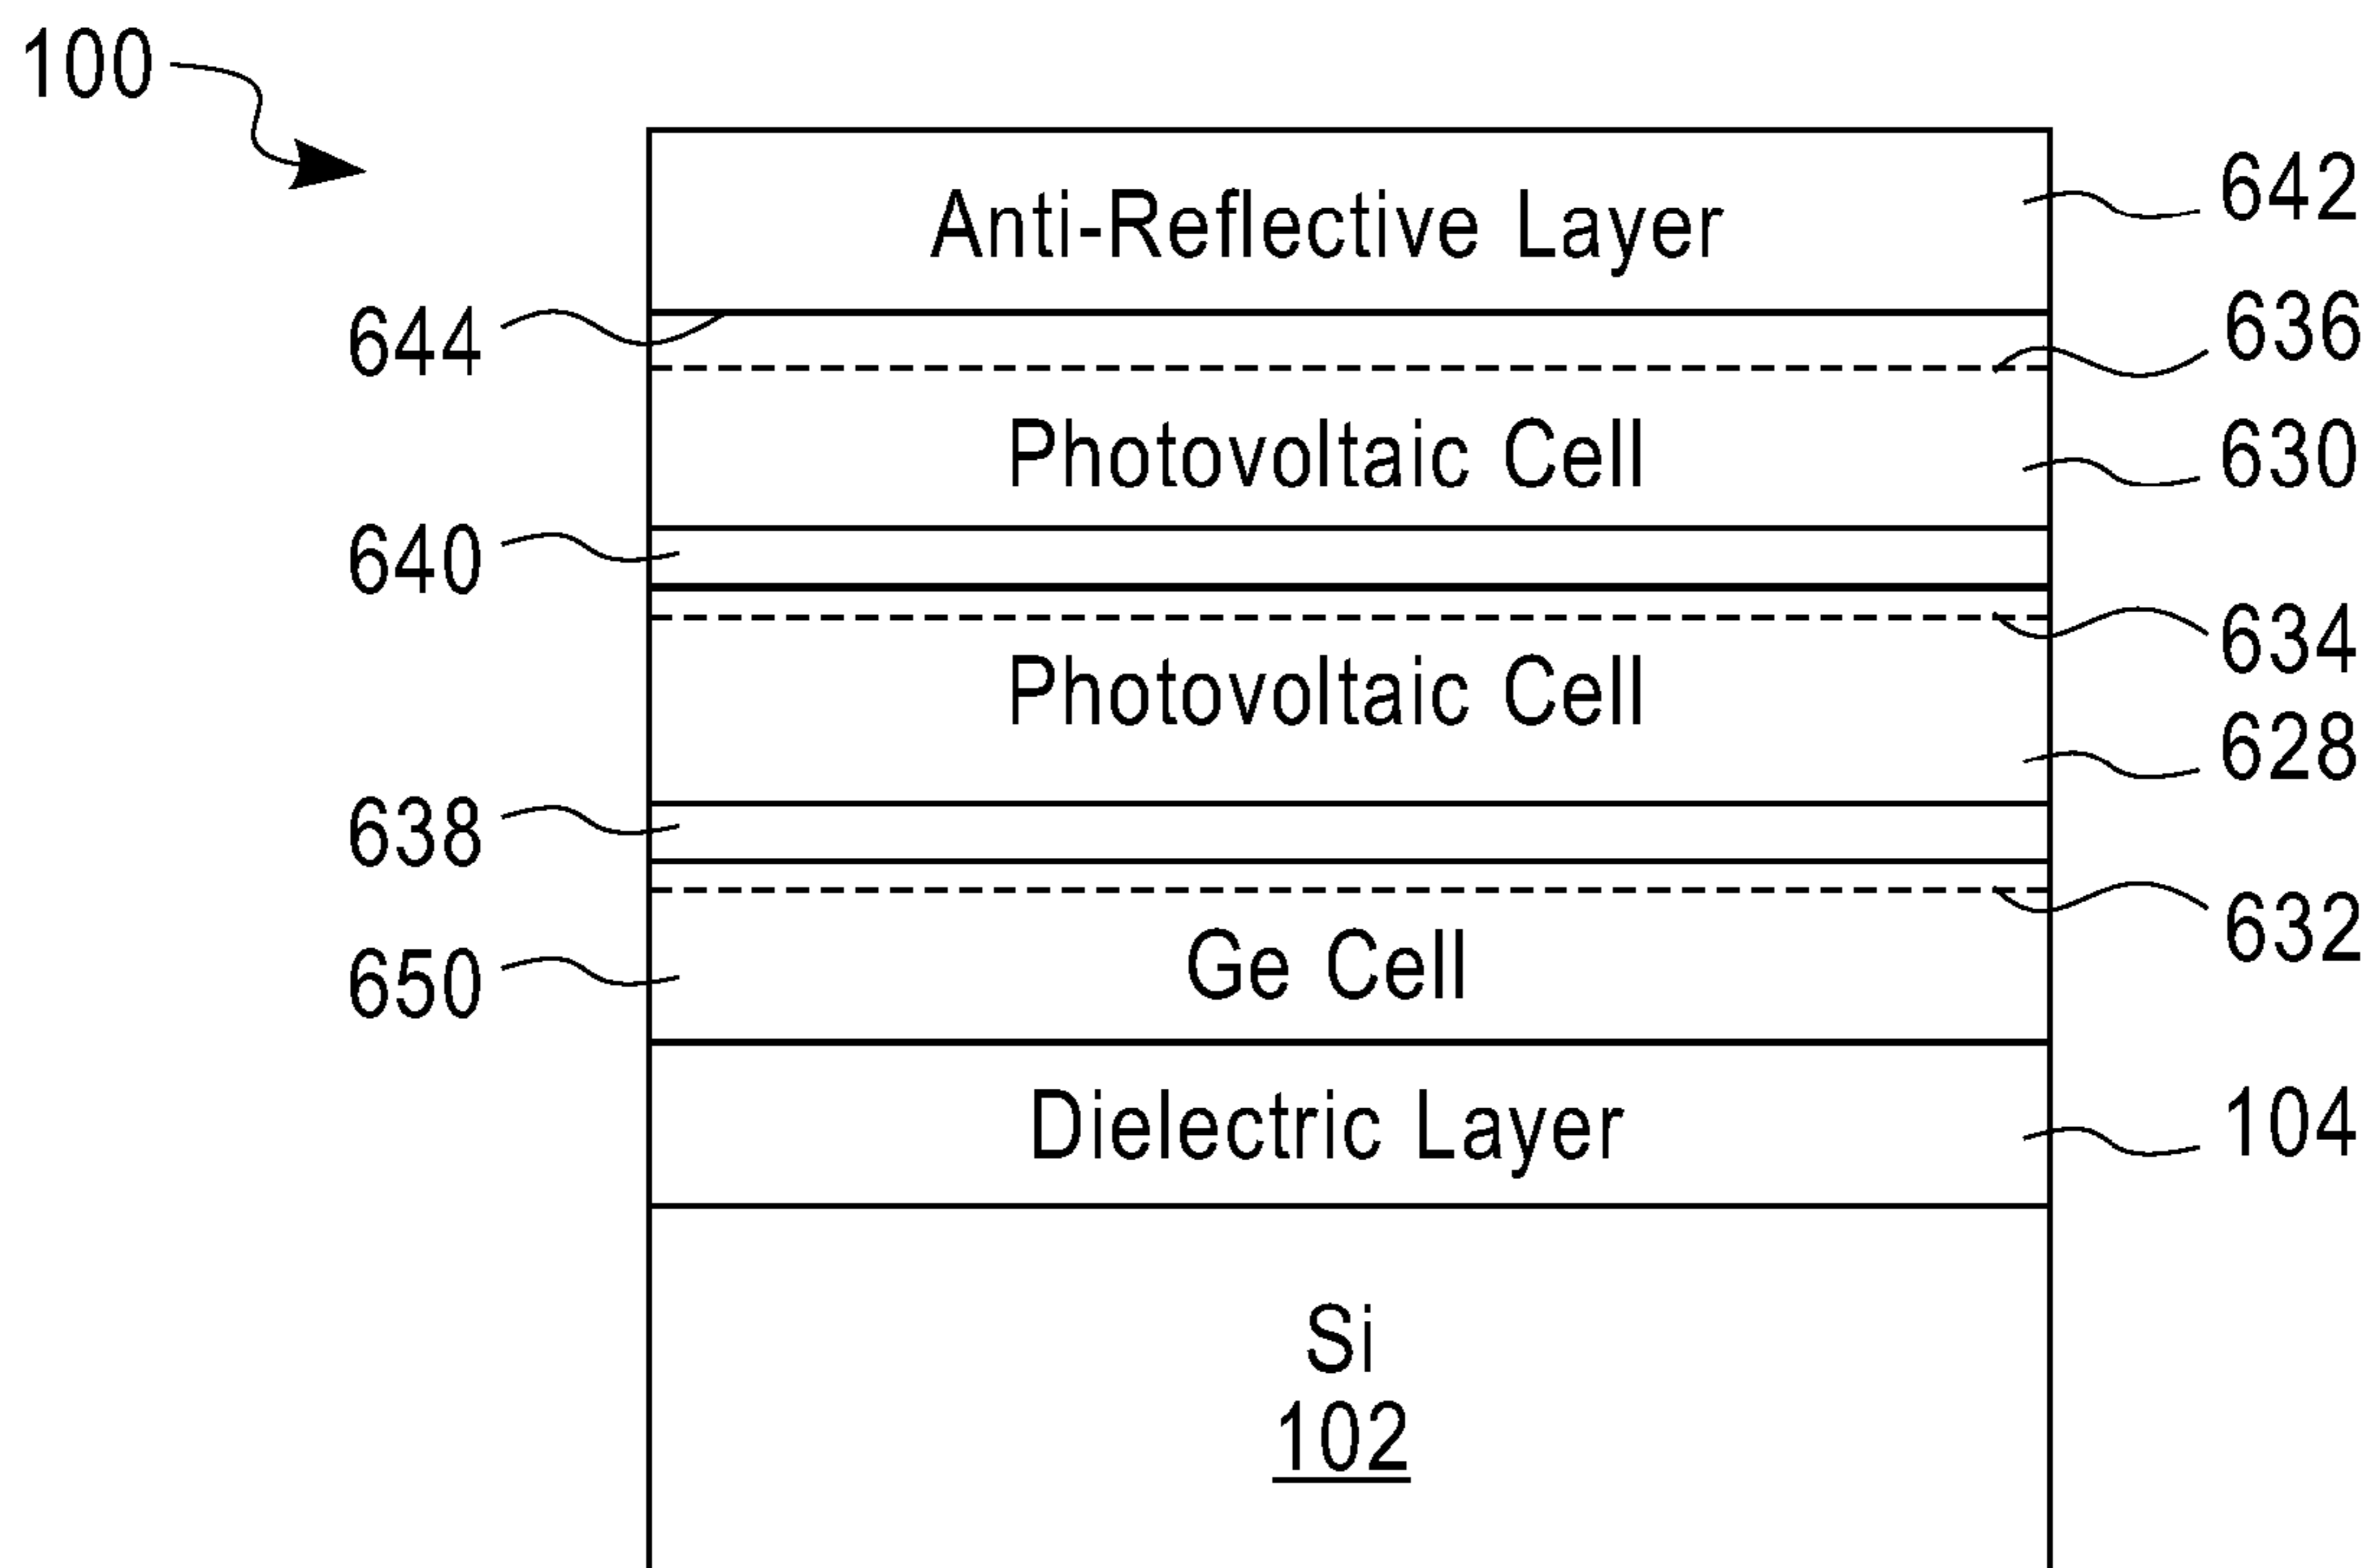 100
Anti-Reflective Layer
642
644
636
Photovoltaic Cell
630
640
634
Photovoltaic Cell
628
638
632
Ge Cell
650
Dielectric Layer
104
Si
102